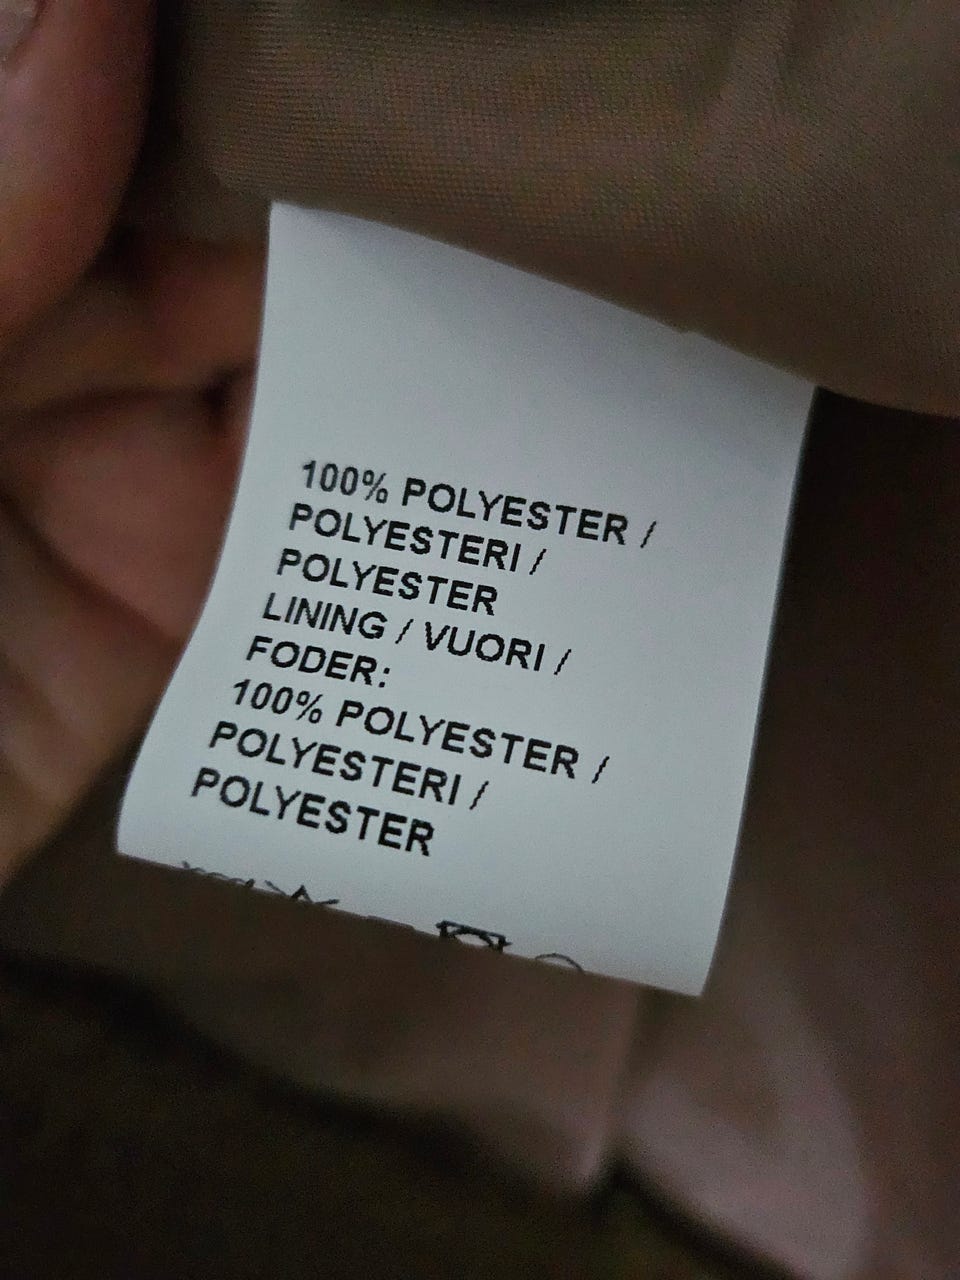 100% POLYESTER /
POLYESTERI /
POLYESTER
LINING / VUORI /
FODER:
100% POLYESTER /
POLYESTERI /
POLYESTER